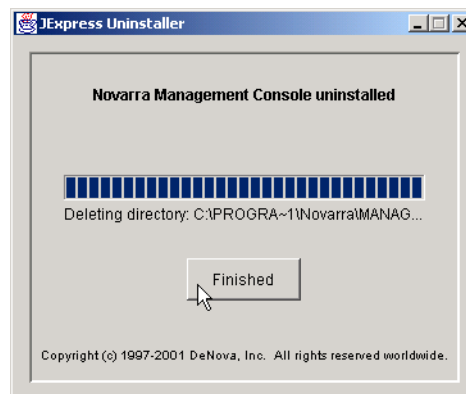 JExpress Uninstaller
Novarra Management Console uninstalled
Deleting directory: C:\PROGRA~1\Novarra\MANAG...
Finished
Copyright (c) 1997-2001 DeNova, Inc. All rights reserved worldwide.